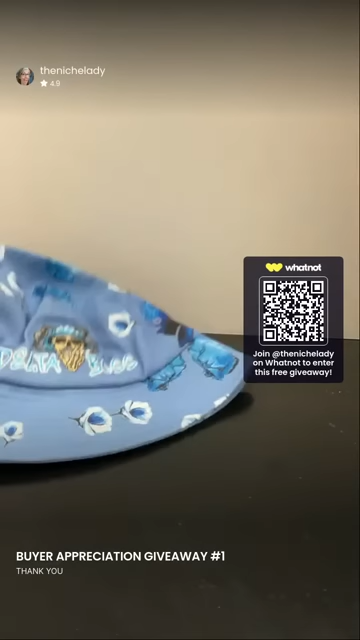 thenichelady
4.9
whatnot
Join @thenichelady
on Whatnot to enter
this free giveaway!
DELTA
BUYER APPRECIATION GIVEAWAY #1
THANK YOU